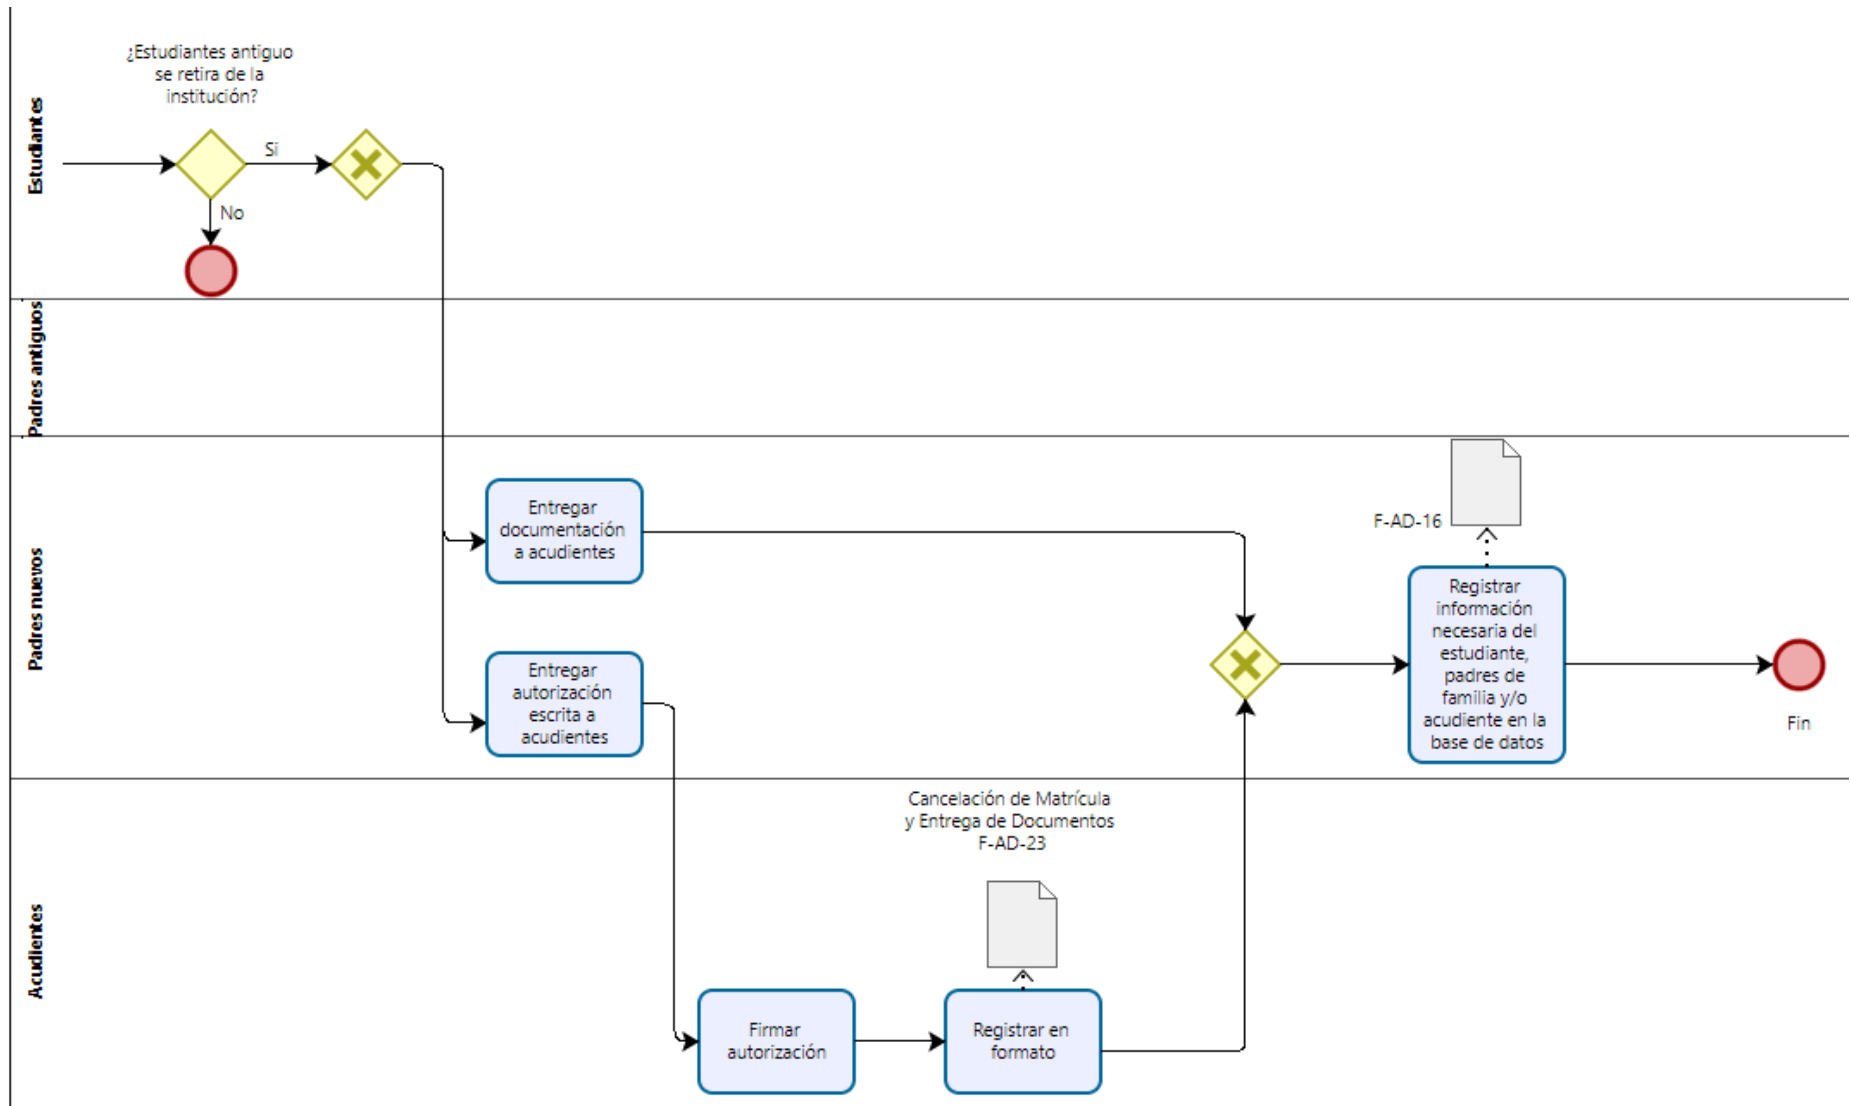 Estudiantes
¿Estudiantes antiguo
se retira de la
institución?
Si
No
Padres antiguos
Padres nuevos
Entregar
documentación
a acudientes
Entregar
autorización
escrita a
acudientes
F-AD-16
Registrar
información
necesaria del
estudiante,
padres de
familia y/o
acudiente en la
base de datos
Fin
Acudientes
Cancelación de Matrícula
y Entrega de Documentos
F-AD-23
Firmar
autorización
Registrar en
formato